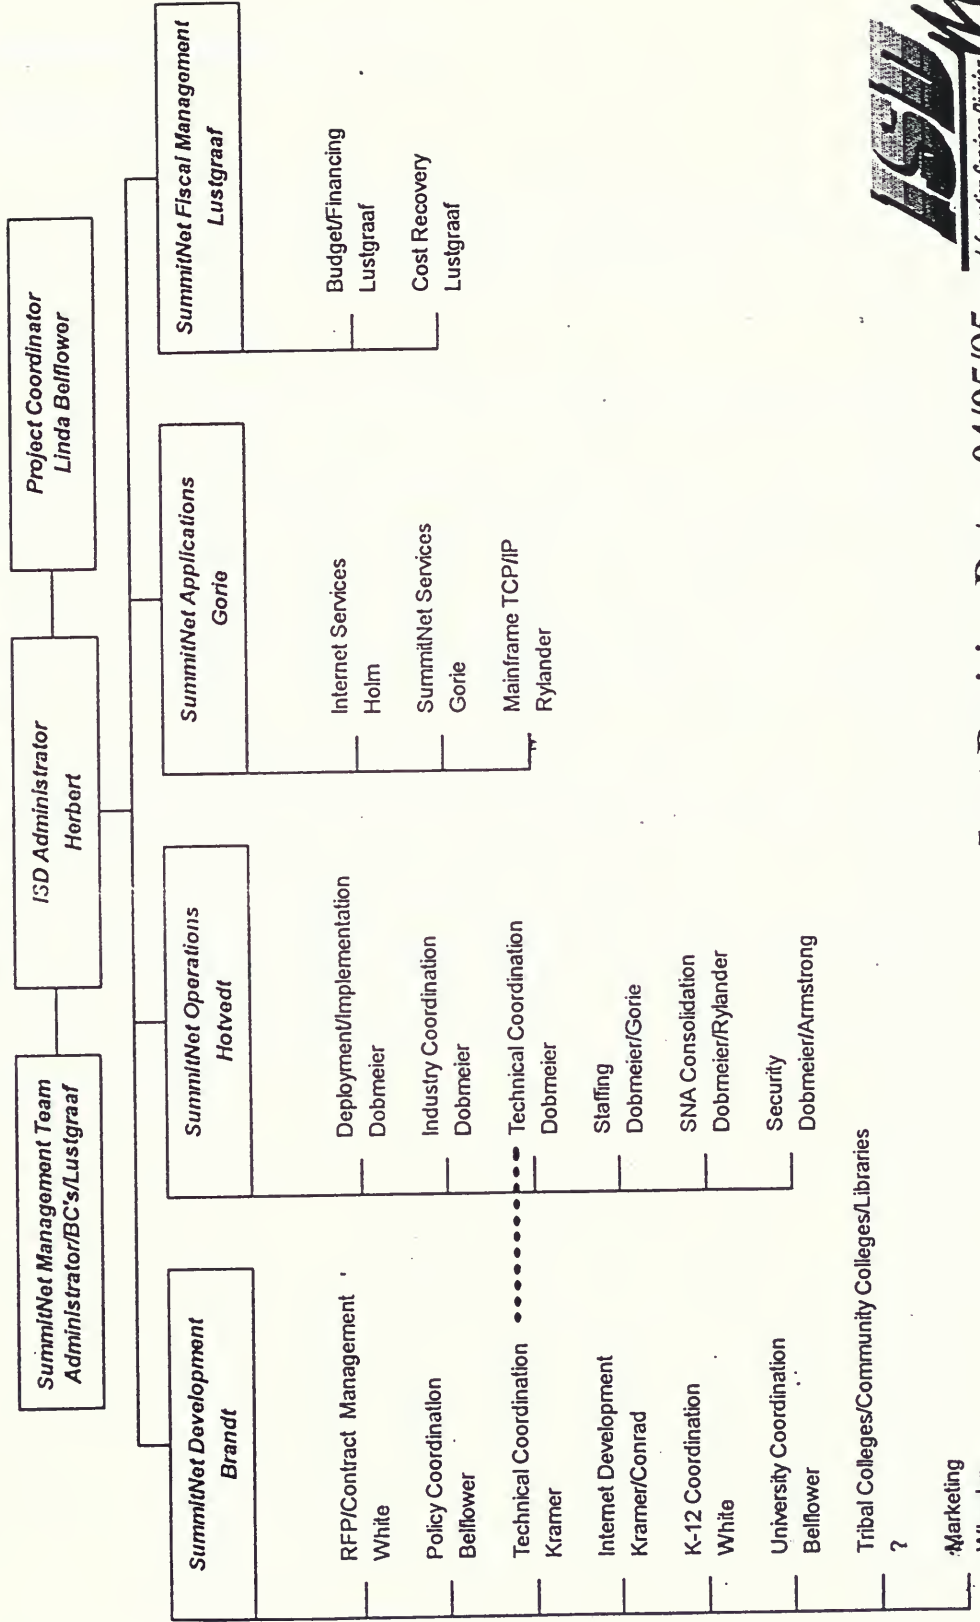 SummitNet Management Team
Administrator/BC's/Lustgraaf
ISD Administrator
Herbert
Project Coordinator
Linda Belflower
SummitNet Development
Brandt
RFP/Contract Management
White
Policy Coordination
Belflower
Technical Coordination
Kramer
Internet Development
Kramer/Conrad
K-12 Coordination
White
University Coordination
Belflower
Tribal Colleges/Community Colleges/Libraries
?
Marketing
SummitNet Operations
Hotvedt
Deployment/Implementation
Dobmeier
Industry Coordination
Dobmeier
Technical Coordination
Dobmeier
Staffing
Dobmeier/Gorie
SNA Consolidation
Dobmeier/Rylander
Security
Dobmeier/Armstrong
SummitNet Applications
Gorie
Internet Services
Holm
SummitNet Services
Gorie
Mainframe TCP/IP
Rylander
SummitNet Fiscal Management
Lustgraaf
Budget/Financing
Lustgraaf
Cost Recovery
Lustgraaf
ISD